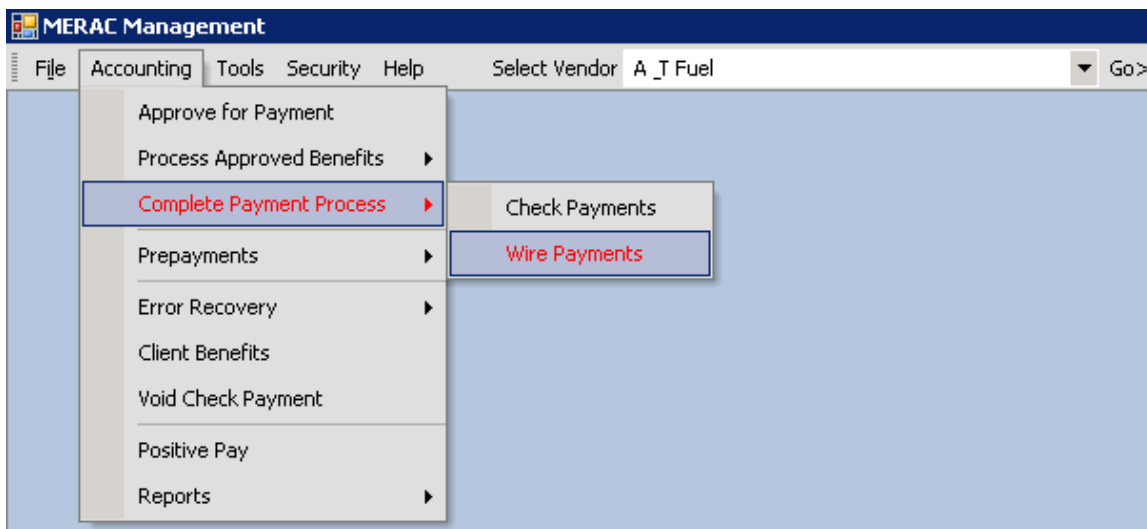 MERAC Management
File Accounting Tools Security Help Select Vendor A _T Fuel Go>
Approve for Payment
Process Approved Benefits
Complete Payment Process
Check Payments
Wire Payments
Prepayments
Error Recovery
Client Benefits
Void Check Payment
Positive Pay
Reports